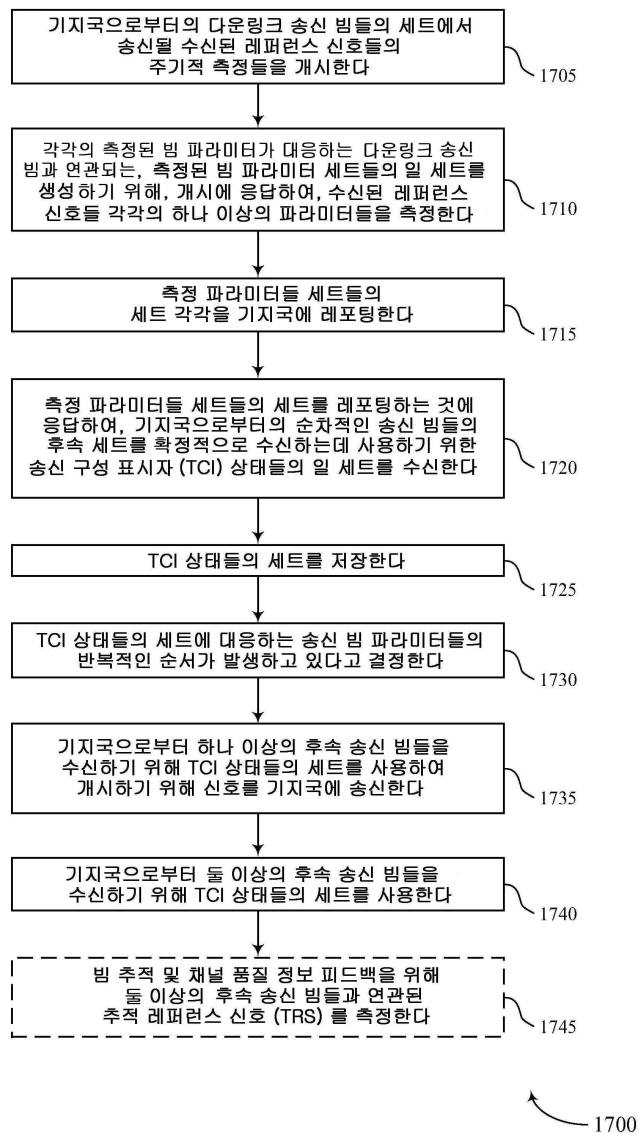 기지국으로부터의 다운링크 송신 빔들의 세트에서
송신될 수신된 레퍼런스 신호들의
주기적 측정들을 개시한다
1705
각각의 측정된 빔 파라미터가 대응하는 다운링크 송신
빔과 연관되는, 측정된 빔 파라미터 세트들의 일 세트를
생성하기 위해, 개시에 응답하여, 수신된 레퍼런스
신호들 각각의 하나 이상의 파라미터들을 측정한다
1710
측정 파라미터들 세트들의
세트 각각을 기지국에 레포팅한다
1715
측정 파라미터들 세트들의 세트를 레포팅하는 것에
응답하여, 기지국으로부터의 순차적인 송신 빔들의
후속 세트를 확정적으로 수신하는데 사용하기 위한
송신 구성 표시자 (TCI) 상태들의 일 세트를 수신한다
1720
TCI 상태들의 세트를 저장한다
1725
TCI 상태들의 세트에 대응하는 송신 빔 파라미터들의
반복적인 순서가 발생하고 있다고 결정한다
1730
기지국으로부터 하나 이상의 후속 송신 빔들을
수신하기 위해 TCI 상태들의 세트를 사용하여
개시하기 위해 신호를 기지국에 송신한다
1735
기지국으로부터 둘 이상의 후속 송신 빔들을
수신하기 위해 TCI 상태들의 세트를 사용한다
1740
빔 추적 및 채널 품질 정보 피드백을 위해
둘 이상의 후속 송신 빔들과 연관된
추적 레퍼런스 신호 (TRS) 를 측정한다
1745
1700